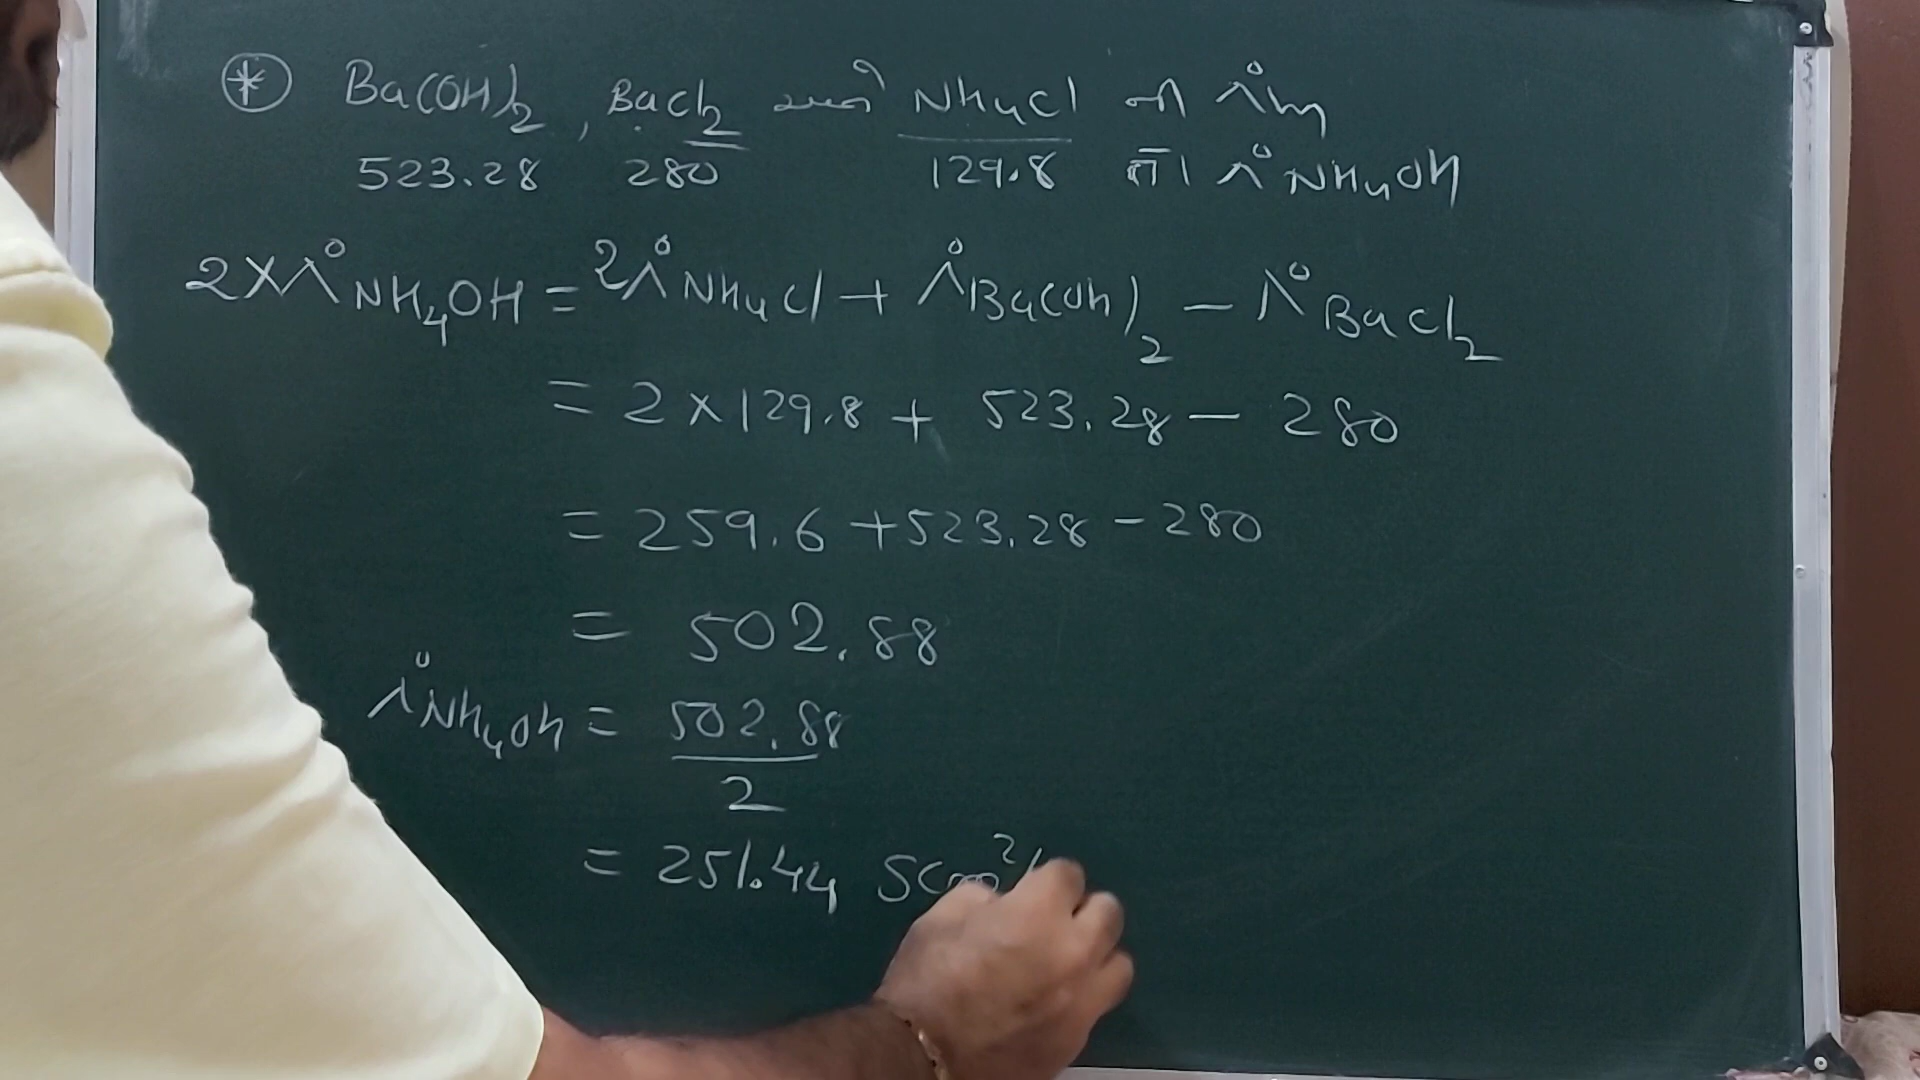 * Ba(OH)2, BaCl2 અને NH4Cl ની λ°m
523.28 280 129.8 તો λ°NH4OH
2×λ°NH4OH = 2λ°NH4Cl + λ°Ba(OH)2 - λ°BaCl2
= 2×129.8 + 523.28 - 280
= 259.6 + 523.28 - 280
= 502.88
λ°NH4OH = 502.88
2
= 251.44 Scm²/